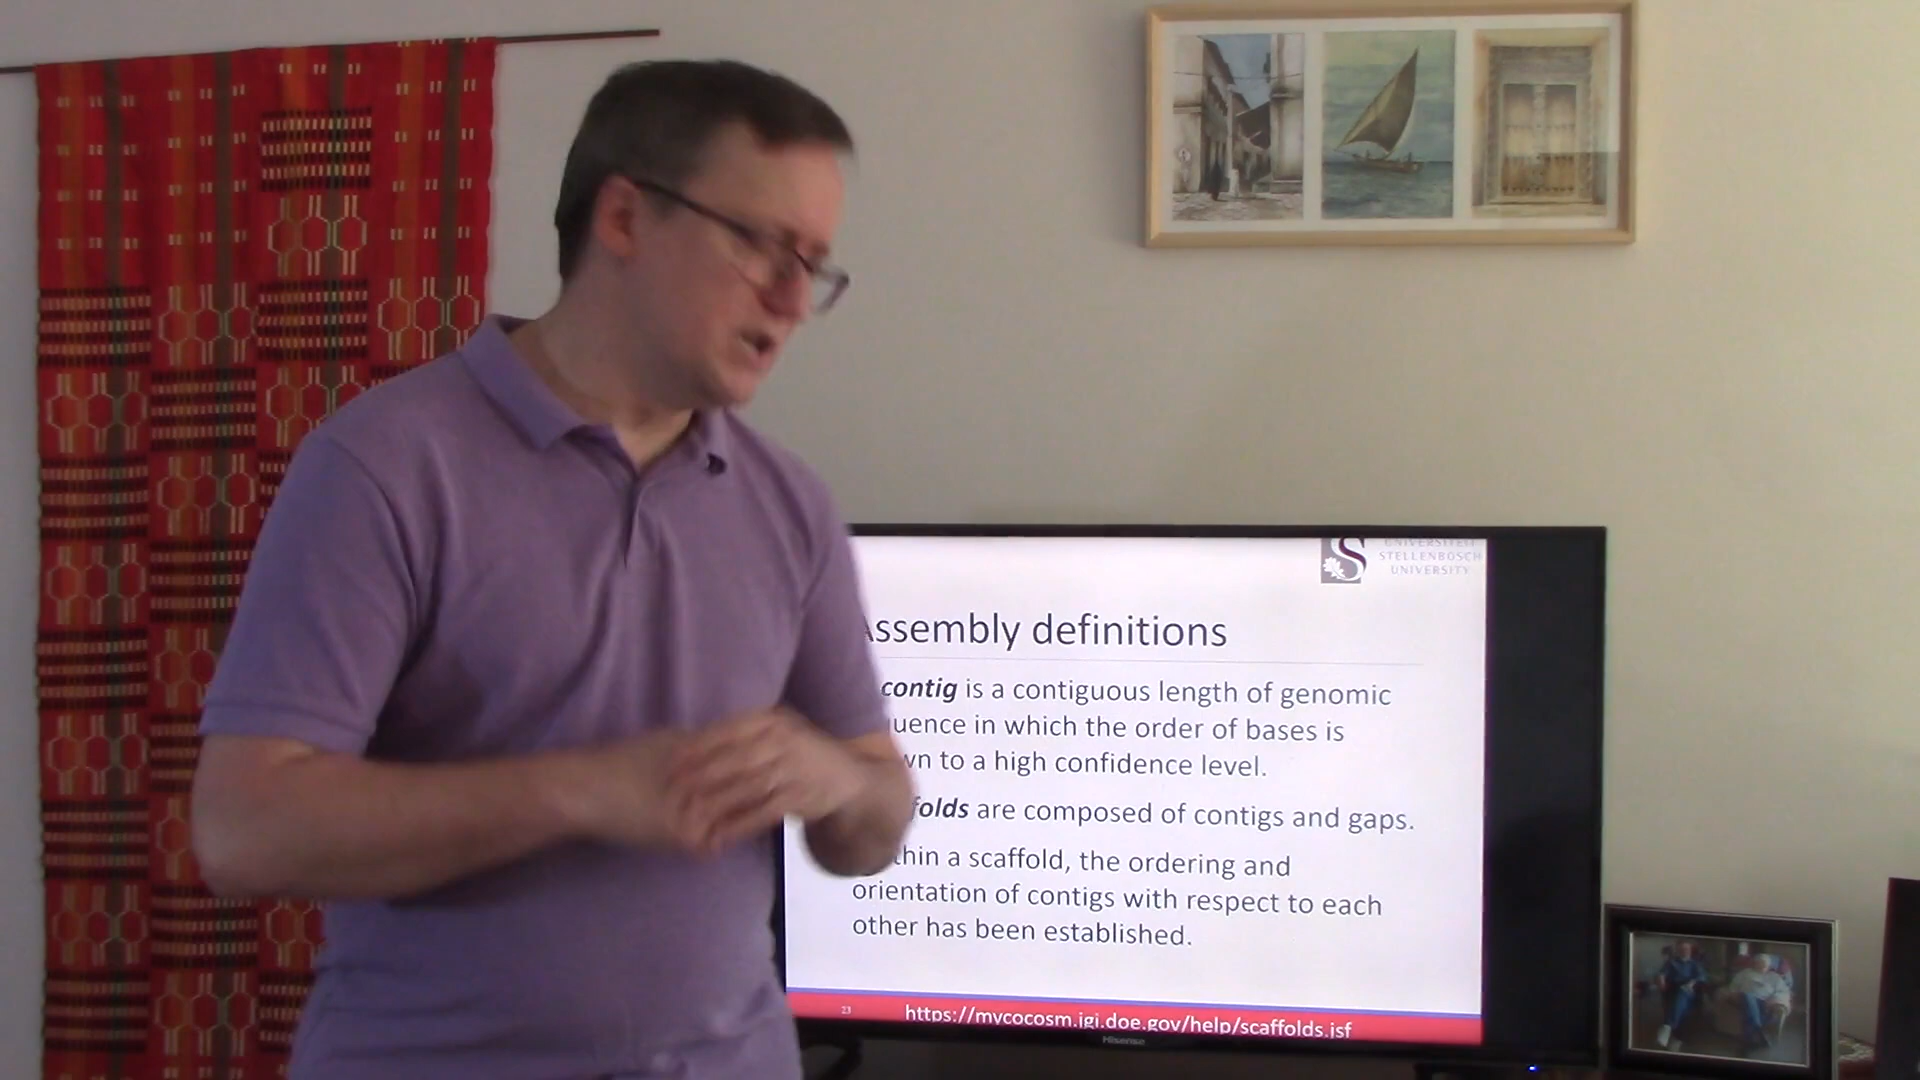 UNIVERSITEIT
STELLENBOSCH
UNIVERSITY
Assembly definitions
contig is a contiguous length of genomic
uence in which the order of bases is
wn to a high confidence level.
folds are composed of contigs and gaps.
thin a scaffold, the ordering and
orientation of contigs with respect to each
other has been established.
23 https://mycocosm.jgi.doe.gov/help/scaffolds.jsf
Hisense